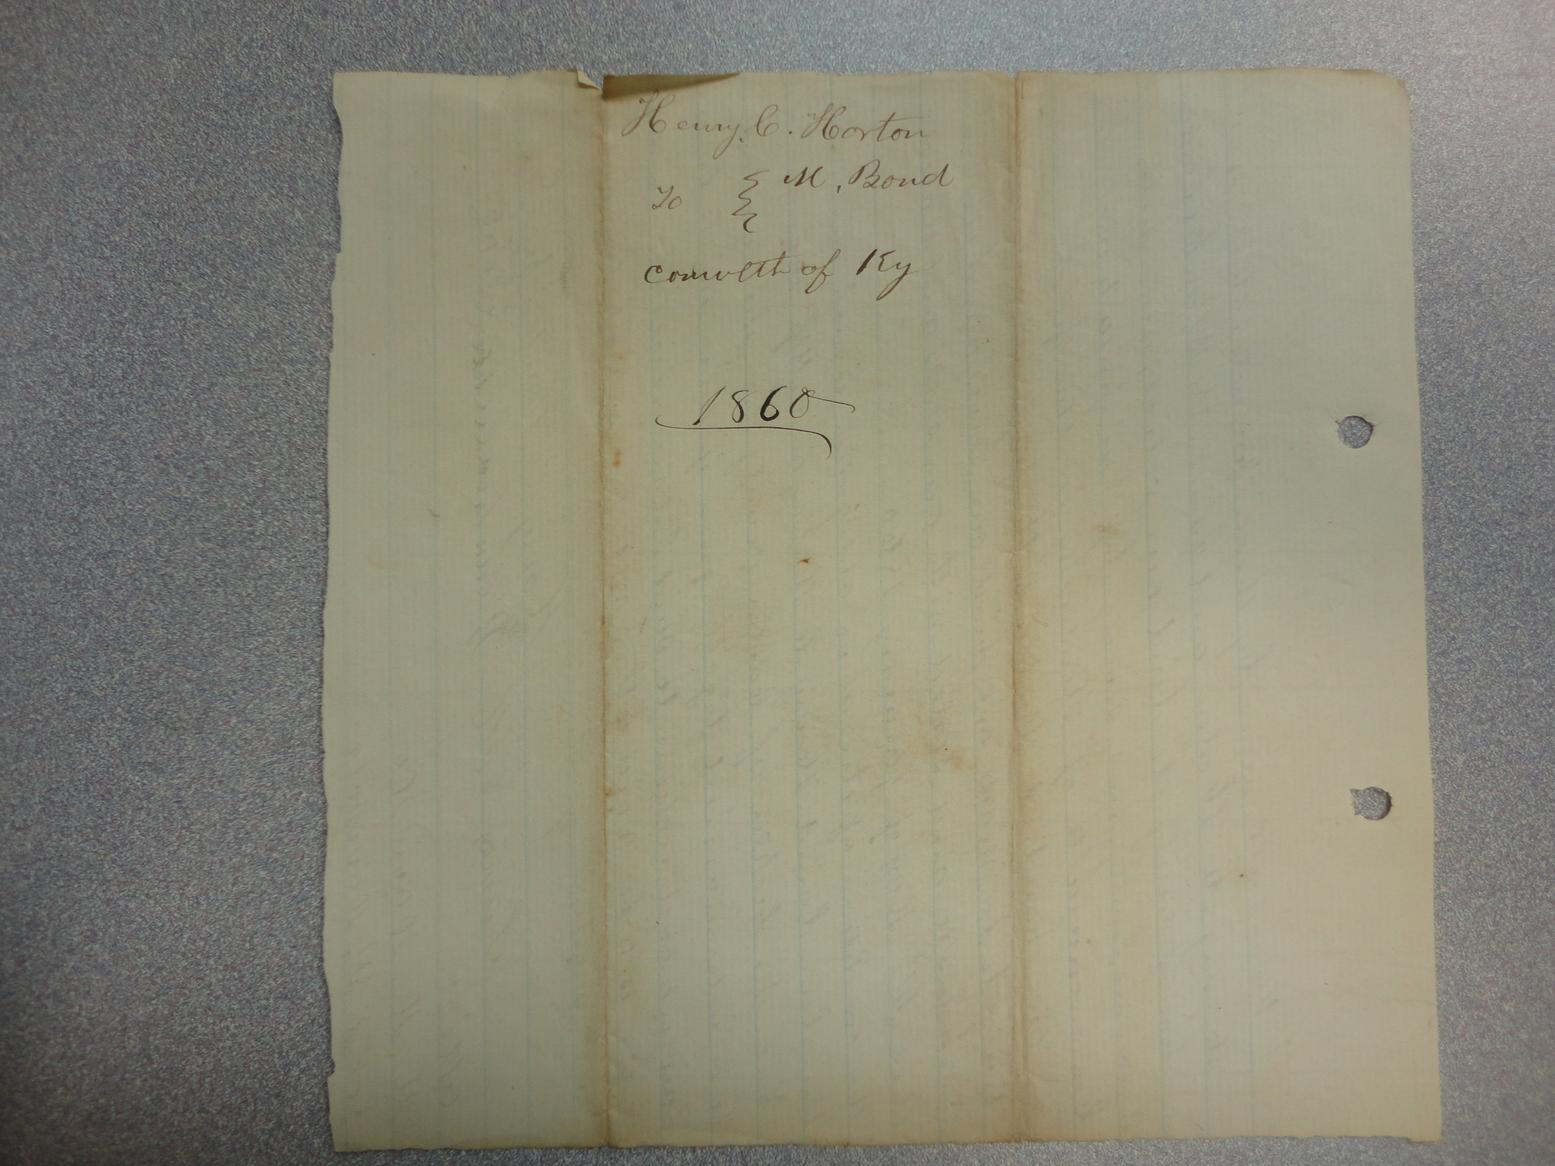 Henry C. Horton
To } M. Bond
comwlth of Ky
1860